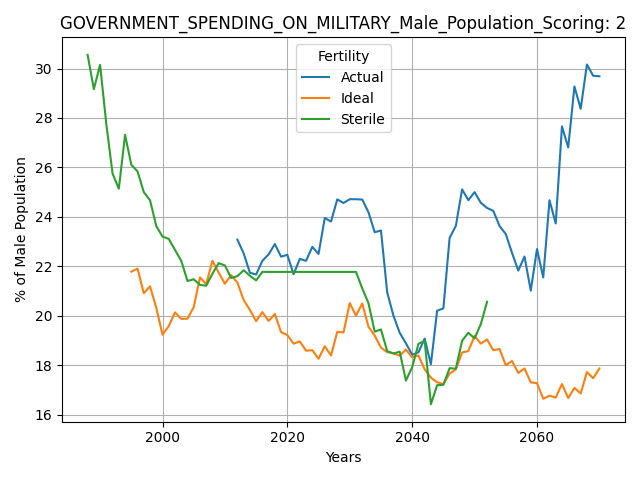 GOVERNMENT_SPENDING_ON_MILITARY_Male_Population_Scoring: 2
Fertility
Actual
Ideal
Sterile
% of Male Population
30
28
26
24
22
20
18
16
2000 2020 2040 2060
Years